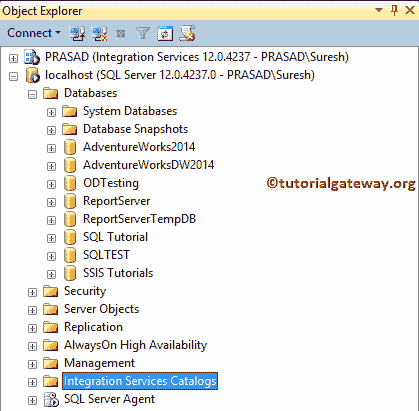 Object Explorer
Connect
PRASAD (Integration Services 12.0.4237 - PRASAD\Suresh)
localhost (SQL Server 12.0.4237.0 - PRASAD\Suresh)
Databases
System Databases
Database Snapshots
AdventureWorks2014
AdventureWorksDW2014
ODTesting
©tutorialgateway.org
ReportServer
ReportServerTempDB
SQL Tutorial
SQLTEST
SSIS Tutorials
Security
Server Objects
Replication
AlwaysOn High Availability
Management
Integration Services Catalogs
SQL Server Agent